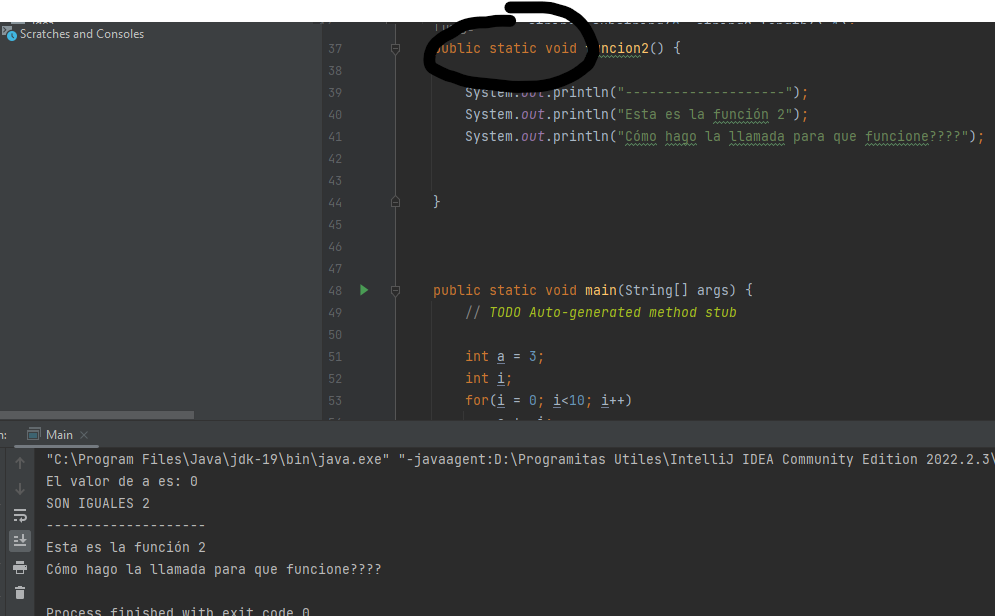 Scratches and Consoles
37 public static void funcion2() {
38
39 System.out.println("--------------------");
40 System.out.println("Esta es la función 2");
41 System.out.println("Cómo hago la llamada para que funcione????");
42
43
44 }
45
46
47
48 public static void main(String[] args) {
49 // TODO Auto-generated method stub
50
51 int a = 3;
52 int i;
53 for(i = 0; i<10; i++)
Main
"C:\Program Files\Java\jdk-19\bin\java.exe" "-javaagent:D:\Programitas Utiles\IntelliJ IDEA Community Edition 2022.2.3\
El valor de a es: 0
SON IGUALES 2
--------------------
Esta es la función 2
Cómo hago la llamada para que funcione????
Process finished with exit code 0